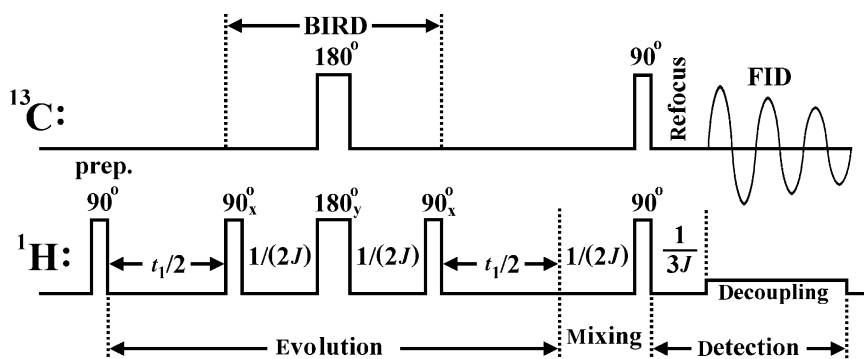 BIRD
180°
90°
¹³C:
Refocus
FID
prep.
90° 90°ₓ 180°ᵧ 90°ₓ 90°
¹H:
t₁/2 1/(2J) 1/(2J) t₁/2 1/(2J) 1/3J
Decoupling
Evolution Mixing Detection